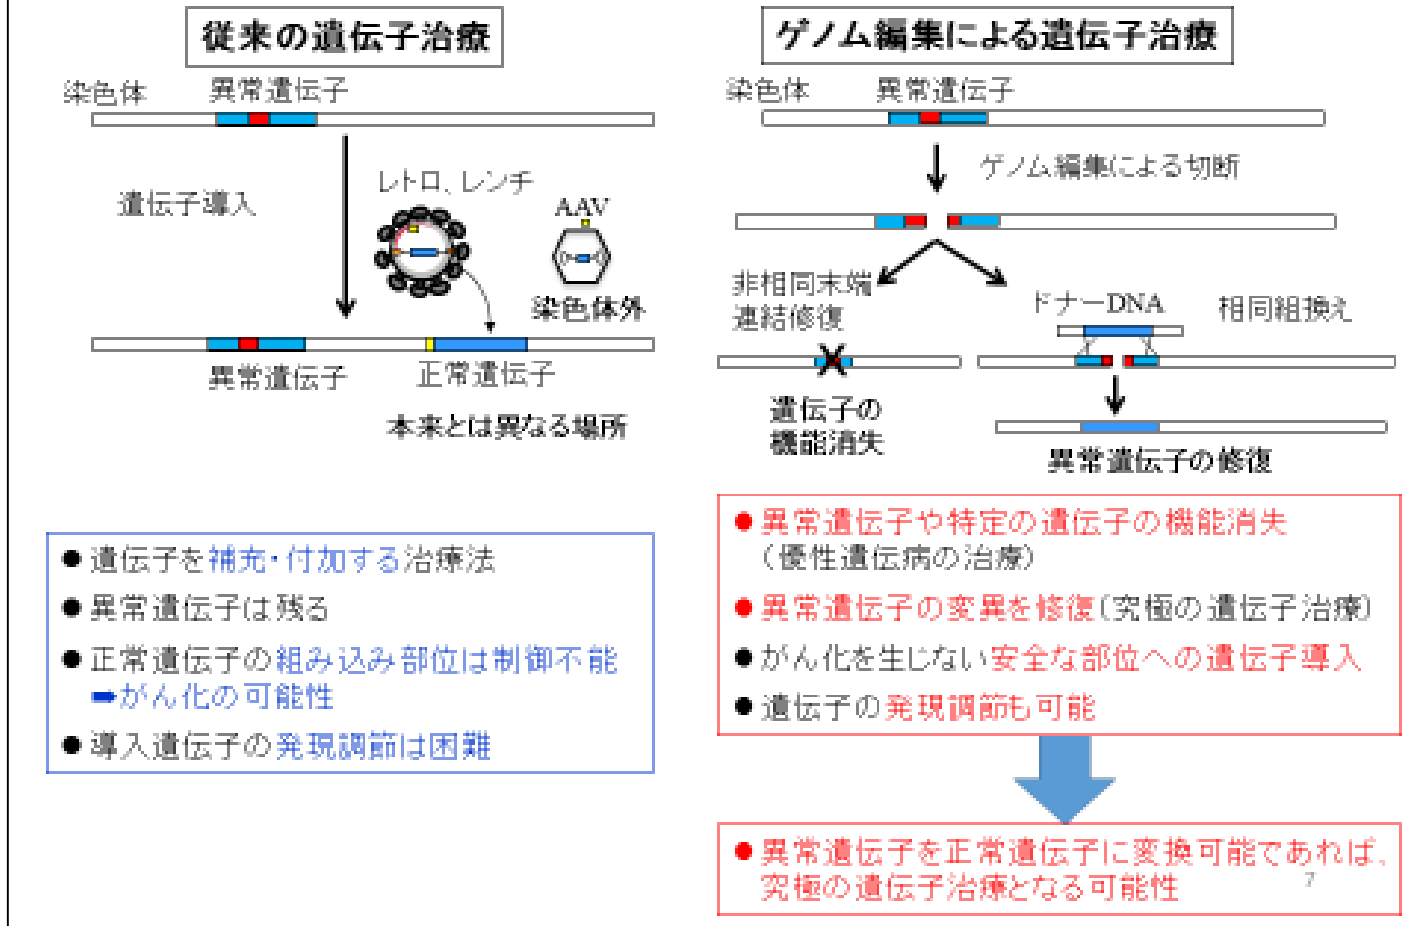 従来の遺伝子治療
染色体
異常遺伝子
遺伝子導入
レトロ、レンチ
AAV
染色体外
異常遺伝子
正常遺伝子
本来とは異なる場所
●遺伝子を補充・付加する治療法
●異常遺伝子は残る
●正常遺伝子の組み込み部位は制御不能
➡がん化の可能性
●導入遺伝子の発現調節は困難
ゲノム編集による遺伝子治療
染色体
異常遺伝子
ゲノム編集による切断
非相同末端
連結修復
ドナーDNA
相同組換え
遺伝子の
機能消失
異常遺伝子の修復
●異常遺伝子や特定の遺伝子の機能消失
(優性遺伝病の治療)
●異常遺伝子の変異を修復(究極の遺伝子治療)
●がん化を生じない安全な部位への遺伝子導入
●遺伝子の発現調節も可能
●異常遺伝子を正常遺伝子に変換可能であれば、
究極の遺伝子治療となる可能性
7